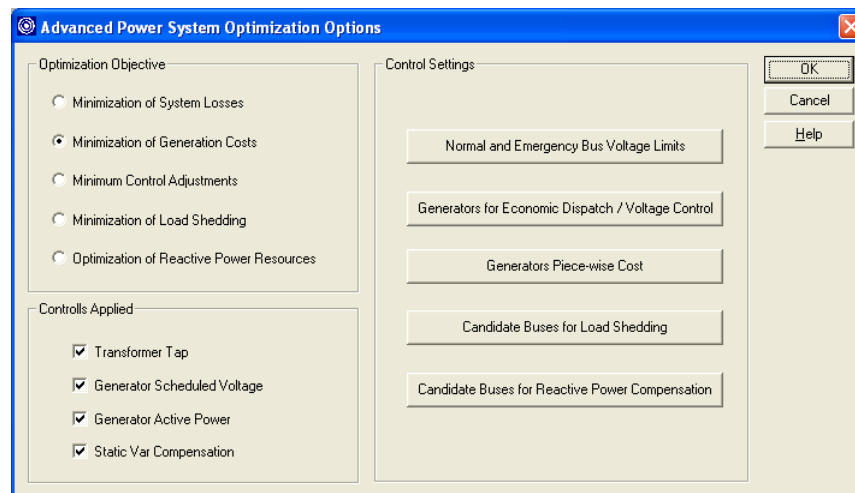 Advanced Power System Optimization Options
Optimization Objective
Minimization of System Losses
Minimization of Generation Costs
Minimum Control Adjustments
Minimization of Load Shedding
Optimization of Reactive Power Resources
Controlls Applied
Transformer Tap
Generator Scheduled Voltage
Generator Active Power
Static Var Compensation
Control Settings
Normal and Emergency Bus Voltage Limits
Generators for Economic Dispatch / Voltage Control
Generators Piece-wise Cost
Candidate Buses for Load Shedding
Candidate Buses for Reactive Power Compensation
OK
Cancel
Help